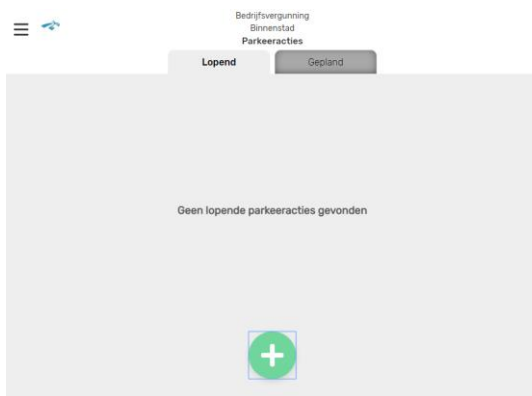 Bedrijfsvergunning
Binnenstad
Parkeeracties
Lopend
Gepland
Geen lopende parkeeracties gevonden